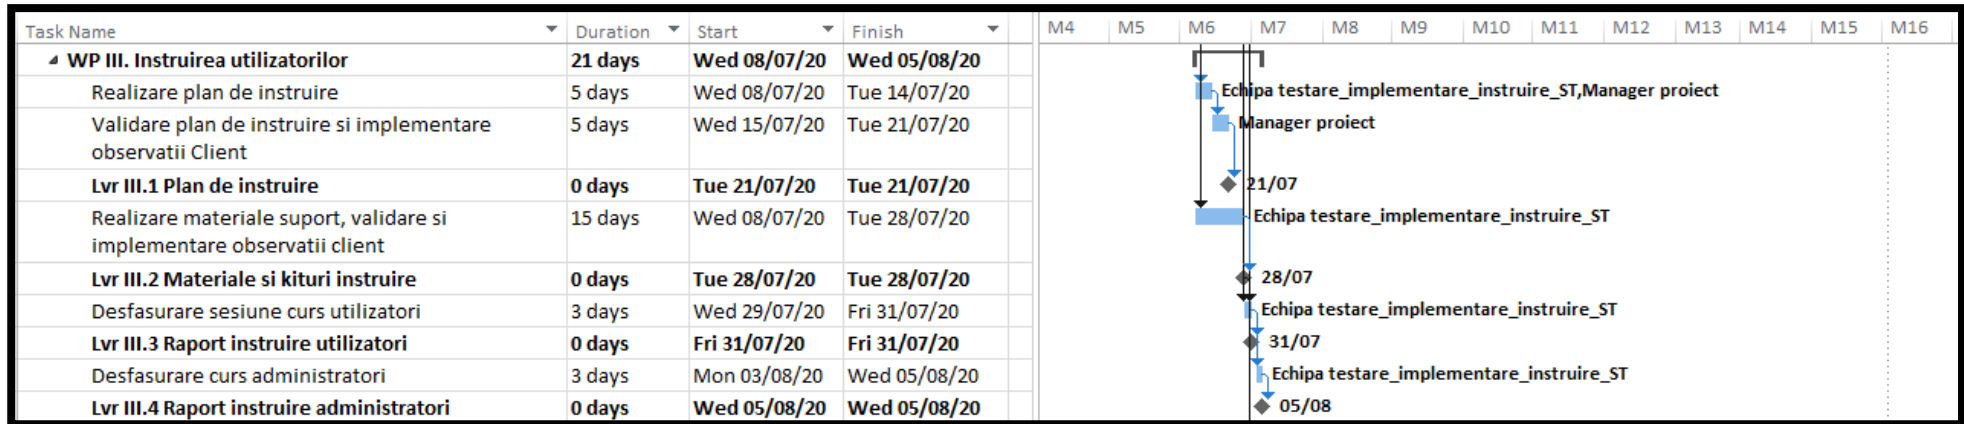 Task Name Duration Start Finish M4 M5 M6 M7 M8 M9 M10 M11 M12 M13 M14 M15 M16
WP III. Instruirea utilizatorilor 21 days Wed 08/07/20 Wed 05/08/20
Realizare plan de instruire 5 days Wed 08/07/20 Tue 14/07/20 Echipa testare_implementare_instruire_ST,Manager proiect
Validare plan de instruire si implementare 5 days Wed 15/07/20 Tue 21/07/20 Manager proiect
observatii Client
Lvr III.1 Plan de instruire 0 days Tue 21/07/20 Tue 21/07/20 21/07
Realizare materiale suport, validare si 15 days Wed 08/07/20 Tue 28/07/20 Echipa testare_implementare_instruire_ST
implementare observatii client
Lvr III.2 Materiale si kituri instruire 0 days Tue 28/07/20 Tue 28/07/20 28/07
Desfasurare sesiune curs utilizatori 3 days Wed 29/07/20 Fri 31/07/20 Echipa testare_implementare_instruire_ST
Lvr III.3 Raport instruire utilizatori 0 days Fri 31/07/20 Fri 31/07/20 31/07
Desfasurare curs administratori 3 days Mon 03/08/20 Wed 05/08/20 Echipa testare_implementare_instruire_ST
Lvr III.4 Raport instruire administratori 0 days Wed 05/08/20 Wed 05/08/20 05/08